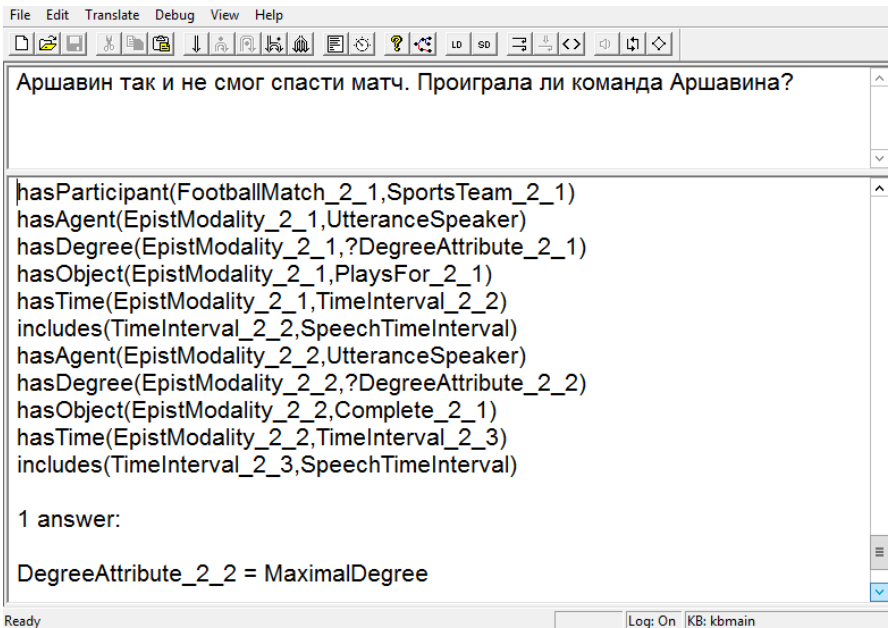 File Edit Translate Debug View Help
LD SD
Аршавин так и не смог спасти матч. Проиграла ли команда Аршавина?
hasParticipant(FootballMatch_2_1,SportsTeam_2_1)
hasAgent(EpistModality_2_1,UtteranceSpeaker)
hasDegree(EpistModality_2_1,?DegreeAttribute_2_1)
hasObject(EpistModality_2_1,PlaysFor_2_1)
hasTime(EpistModality_2_1,TimeInterval_2_2)
includes(TimeInterval_2_2,SpeechTimeInterval)
hasAgent(EpistModality_2_2,UtteranceSpeaker)
hasDegree(EpistModality_2_2,?DegreeAttribute_2_2)
hasObject(EpistModality_2_2,Complete_2_1)
hasTime(EpistModality_2_2,TimeInterval_2_3)
includes(TimeInterval_2_3,SpeechTimeInterval)
1 answer:
DegreeAttribute_2_2 = MaximalDegree
Ready Log: On KB: kbmain